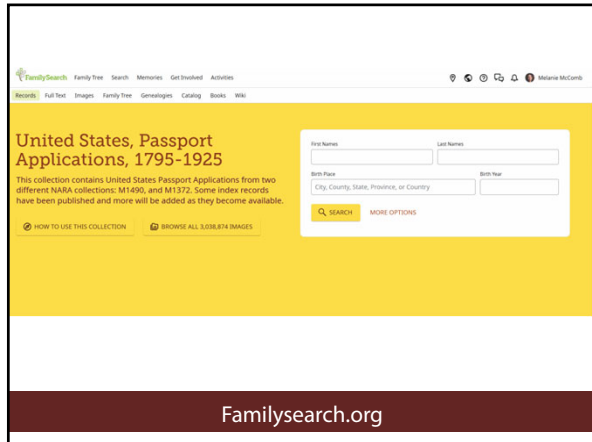 FamilySearch Family Tree Search Memories Get Involved Activities Melanie McComb
Records Full Text Images Family Tree Genealogies Catalog Books Wiki
United States, Passport
Applications, 1795-1925
This collection contains United States Passport Applications from two
different NARA collections: M1490, and M1372. Some index records
have been published and more will be added as they become available.
HOW TO USE THIS COLLECTION BROWSE ALL 3,038,874 IMAGES
First Names Last Names
Birth Place Birth Year
City, County, State, Province, or Country
SEARCH MORE OPTIONS
Familysearch.org